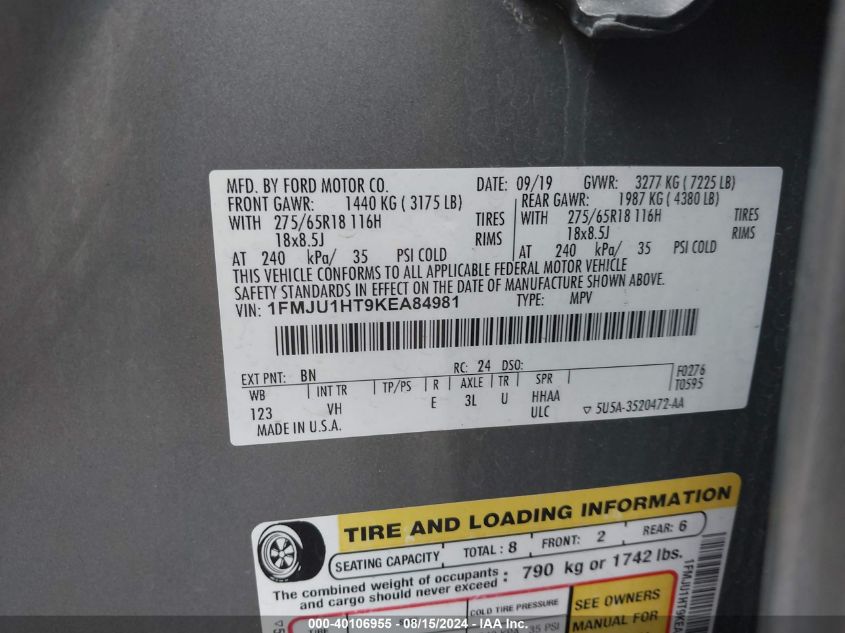 MFD. BY FORD MOTOR CO. DATE: 09/19 GVWR: 3277 KG ( 7225 LB)
FRONT GAWR: 1440 KG ( 3175 LB) REAR GAWR: 1987 KG ( 4380 LB)
WITH 275/65R18 116H TIRES WITH 275/65R18 116H TIRES
18x8.5J RIMS 18x8.5J RIMS
AT 240 kPa/ 35 PSI COLD AT 240 kPa/ 35 PSI COLD
THIS VEHICLE CONFORMS TO ALL APPLICABLE FEDERAL MOTOR VEHICLE
SAFETY STANDARDS IN EFFECT ON THE DATE OF MANUFACTURE SHOWN ABOVE.
VIN: 1FMJU1HT9KEA84981 TYPE: MPV
EXT PNT: BN RC: 24 DSO: F0276
WB INT TR TP/PS R AXLE TR SPR T0595
123 VH E 3L U HHAA
ULC ▽ 5U5A-3520472-AA
MADE IN U.S.A.
TIRE AND LOADING INFORMATION
SEATING CAPACITY TOTAL: 8 FRONT: 2 REAR: 6
The combined weight of occupants and cargo should never exceed: 790 kg or 1742 lbs.
TIRE COLD TIRE PRESSURE SEE OWNERS
35 PSI MANUAL FOR
1FMJU1HT9KEA
000-40106955 - 08/15/2024 - IAA Inc.